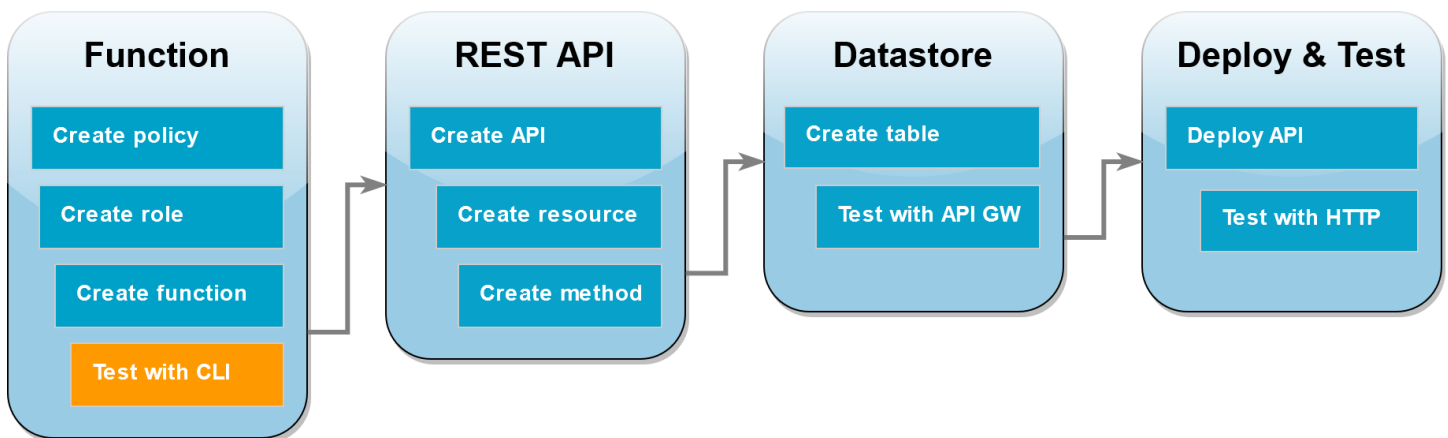 Function
Create policy
Create role
Create function
Test with CLI
REST API
Create API
Create resource
Create method
Datastore
Create table
Test with API GW
Deploy & Test
Deploy API
Test with HTTP